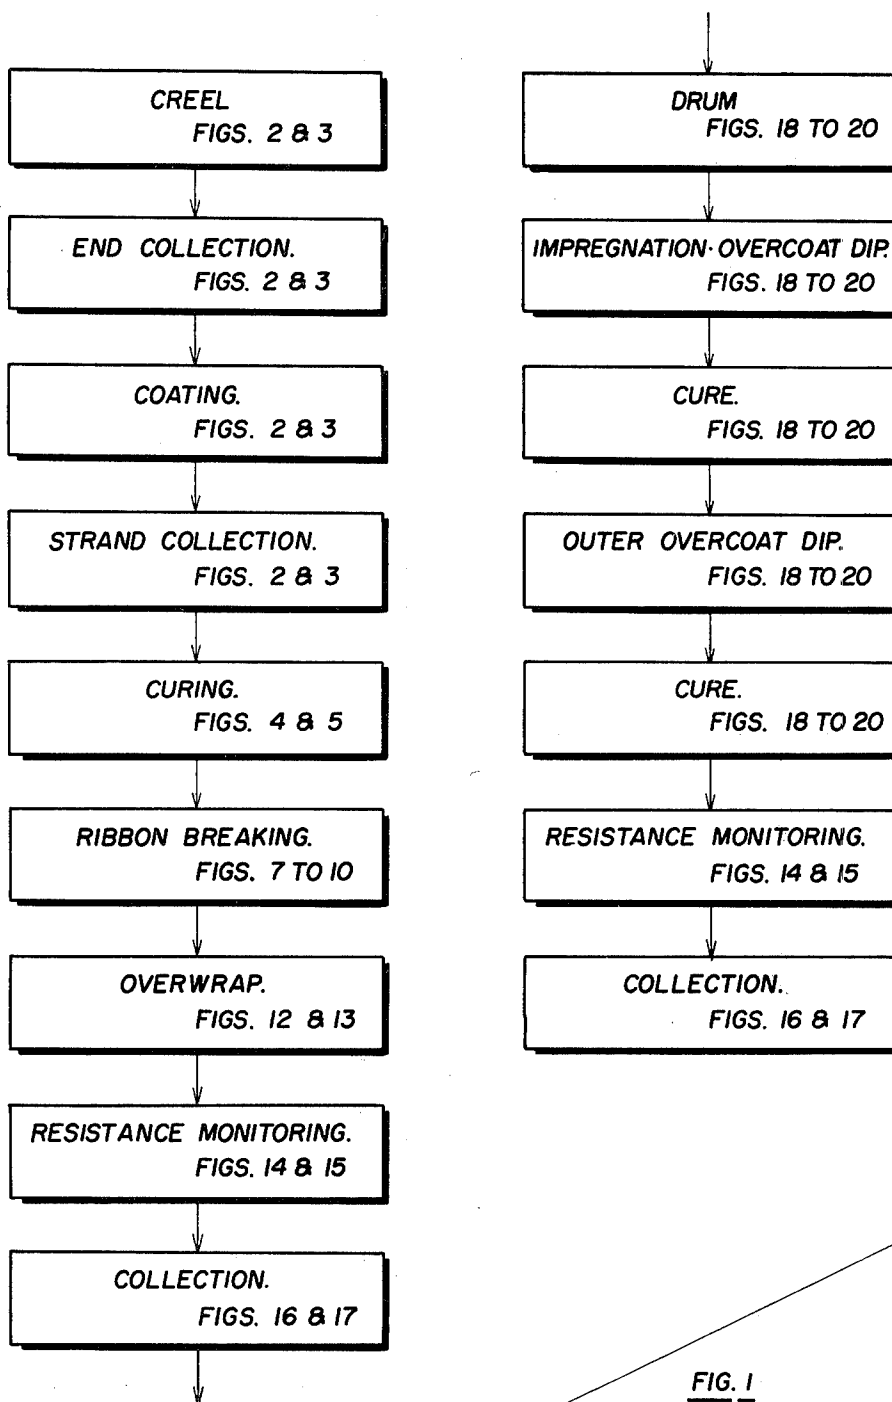 CREEL
FIGS. 2 & 3
END COLLECTION.
FIGS. 2 & 3
COATING.
FIGS. 2 & 3
STRAND COLLECTION.
FIGS. 2 & 3
CURING.
FIGS. 4 & 5
RIBBON BREAKING.
FIGS. 7 TO 10
OVERWRAP.
FIGS. 12 & 13
RESISTANCE MONITORING.
FIGS. 14 & 15
COLLECTION.
FIGS. 16 & 17
DRUM
FIGS. 18 TO 20
IMPREGNATION· OVERCOAT DIP.
FIGS. 18 TO 20
CURE.
FIGS. 18 TO 20
OUTER OVERCOAT DIP.
FIGS. 18 TO 20
CURE.
FIGS. 18 TO 20
RESISTANCE MONITORING.
FIGS. 14 & 15
COLLECTION.
FIGS. 16 & 17
FIG. 1